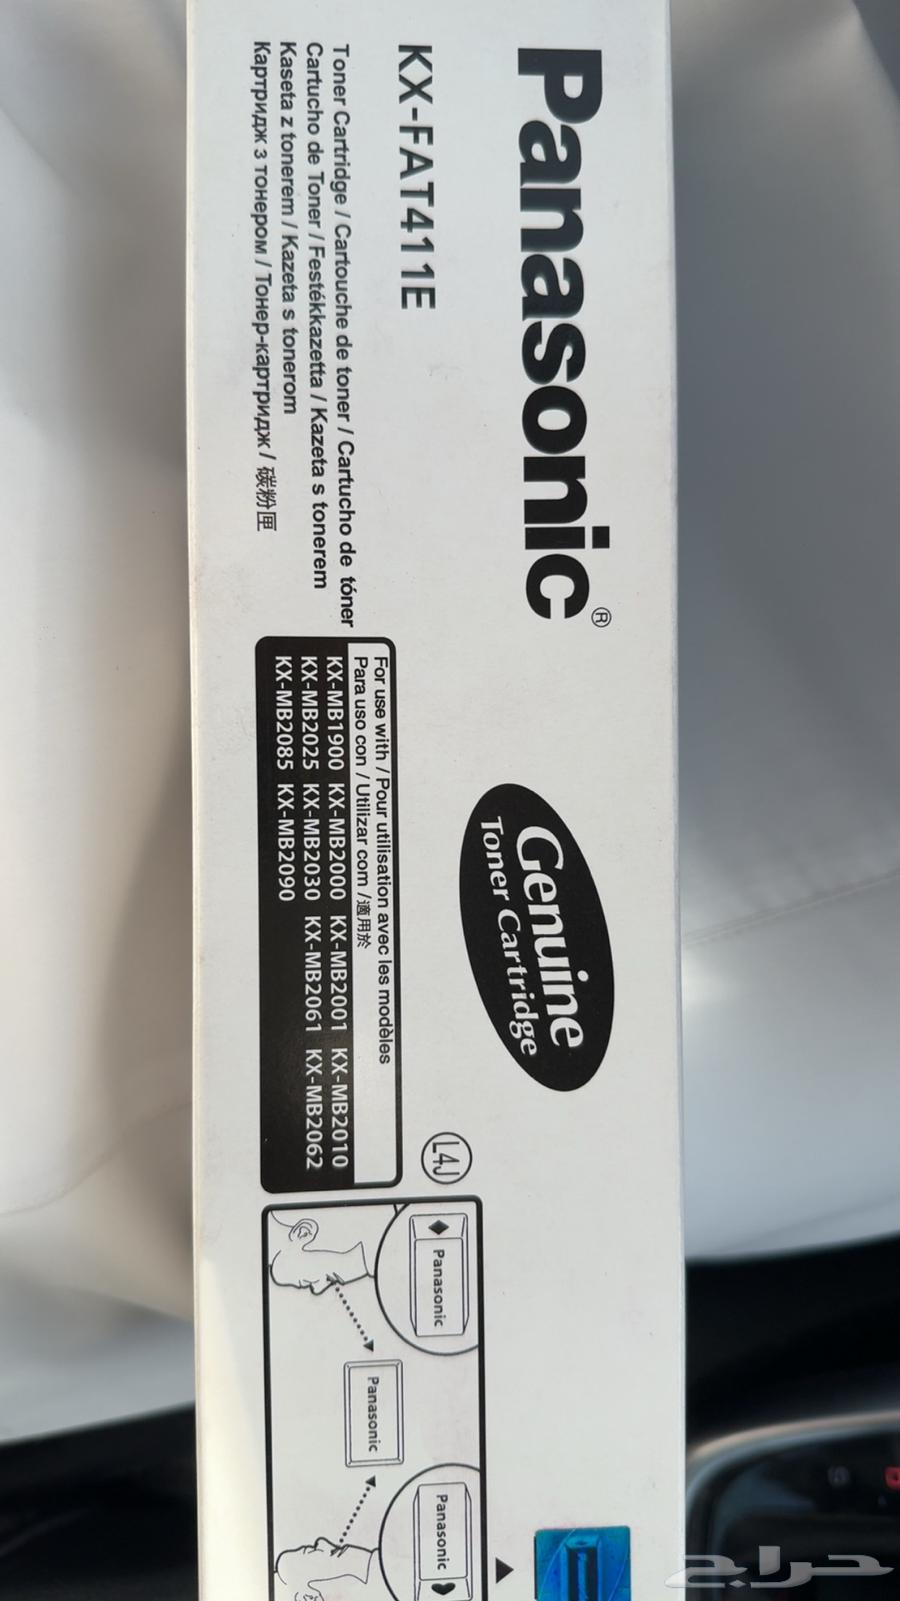 Panasonic®
KX-FAT411E
Toner Cartridge / Cartouche de toner / Cartucho de tóner
Cartucho de Toner / Festékkazetta / Kazeta s tonerem
Kaseta z tonerem / Kazeta s tonerom
Картридж з тонером / Тонер-картридж / 碳粉匣
For use with / Pour utilisation avec les modèles
Para uso con / Utilizar com / 適用於
KX-MB1900 KX-MB2000 KX-MB2001 KX-MB2010
KX-MB2025 KX-MB2030 KX-MB2061 KX-MB2062
KX-MB2085 KX-MB2090
Genuine
Toner Cartridge
L4J
Panasonic
Panasonic
Panasonic
حراج